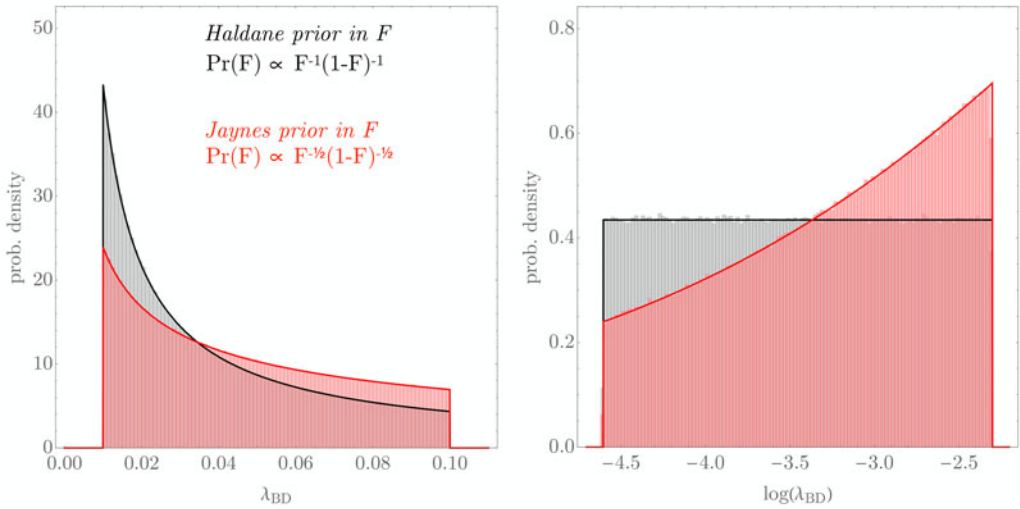 Haldane prior in F
Pr(F) ∝ F⁻¹(1-F)⁻¹
Jaynes prior in F
Pr(F) ∝ F⁻½(1-F)⁻½
prob. density
50
40
30
20
10
0
0.00 0.02 0.04 0.06 0.08 0.10
λBD
prob. density
0.8
0.6
0.4
0.2
0.0
−4.5 −4.0 −3.5 −3.0 −2.5
log(λBD)